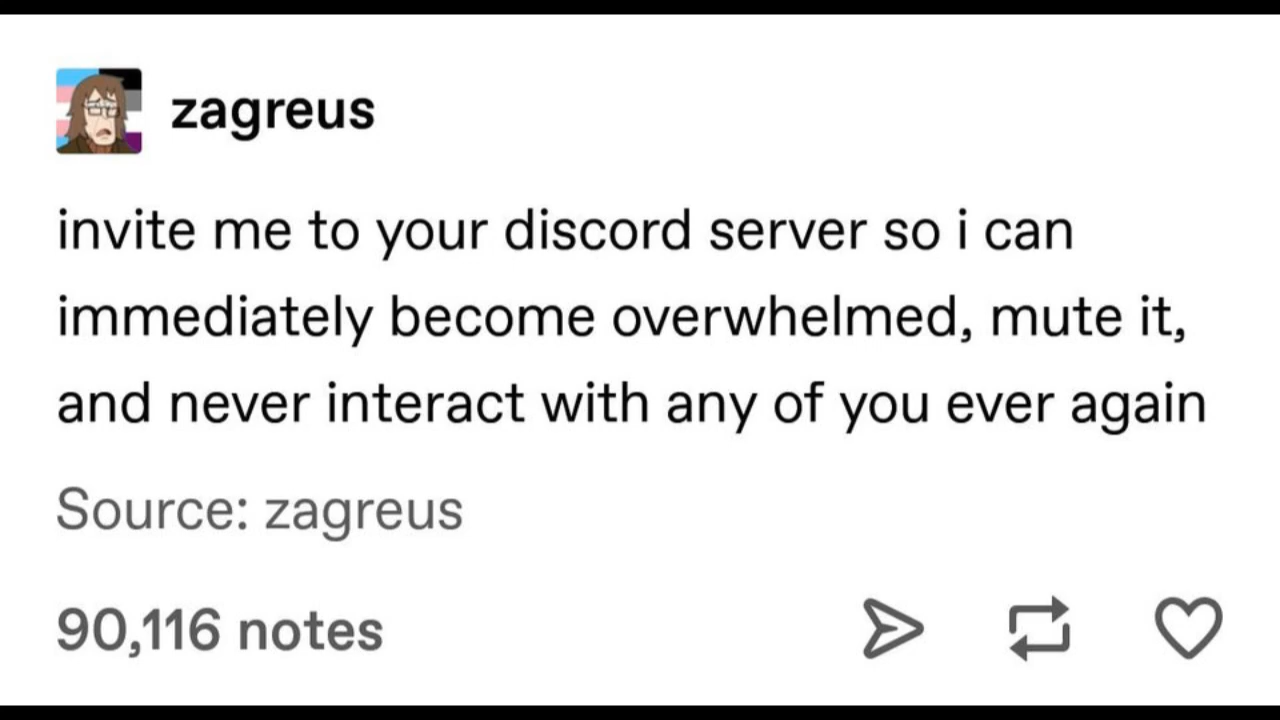 zagreus
invite me to your discord server so i can
immediately become overwhelmed, mute it,
and never interact with any of you ever again
Source: zagreus
90,116 notes